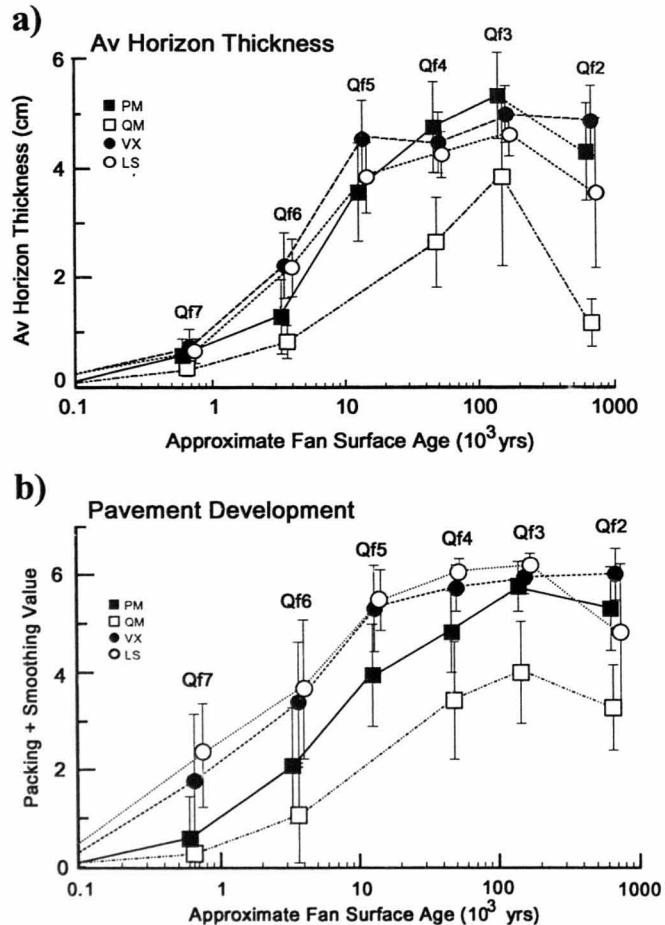 a)
Av Horizon Thickness
Av Horizon Thickness (cm)
6
4
2
0
PM
QM
VX
LS
Qf7
Qf6
Qf5
Qf4
Qf3
Qf2
0.1 1 10 100 1000
Approximate Fan Surface Age (10³ yrs)
b)
Pavement Development
Packing + Smoothing Value
6
4
2
0
PM
QM
VX
LS
Qf7
Qf6
Qf5
Qf4
Qf3
Qf2
0.1 1 10 100 1000
Approximate Fan Surface Age (10³ yrs)